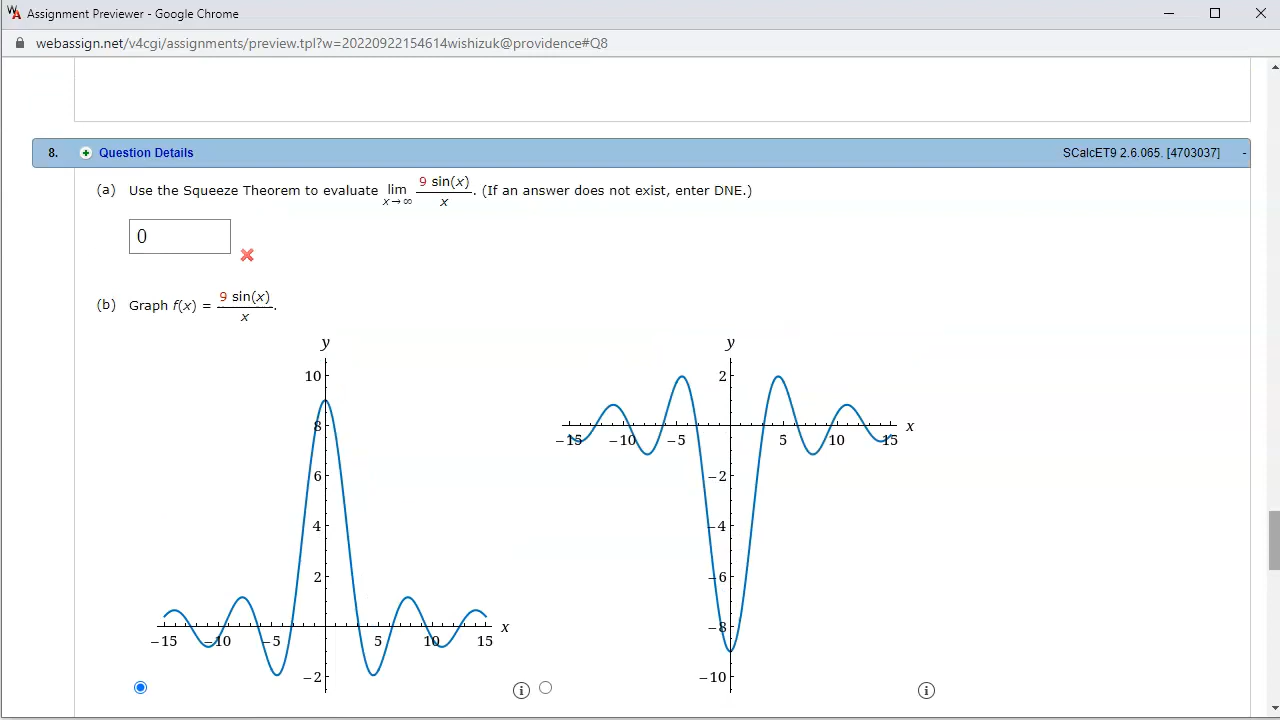 Assignment Previewer - Google Chrome
webassign.net/v4cgi/assignments/preview.tpl?w=20220922154614wishizuk@providence#Q8
8. Question Details SCalcET9 2.6.065. [4703037] -
(a) Use the Squeeze Theorem to evaluate lim x→∞ 9 sin(x) / x. (If an answer does not exist, enter DNE.)
0
(b) Graph f(x) = 9 sin(x) / x.
y
10
8
6
4
2
−2
−15 −10 −5 5 10 15 x
y
2
−15 −10 −5 5 10 15 x
−2
−4
−6
−8
−10
i
i